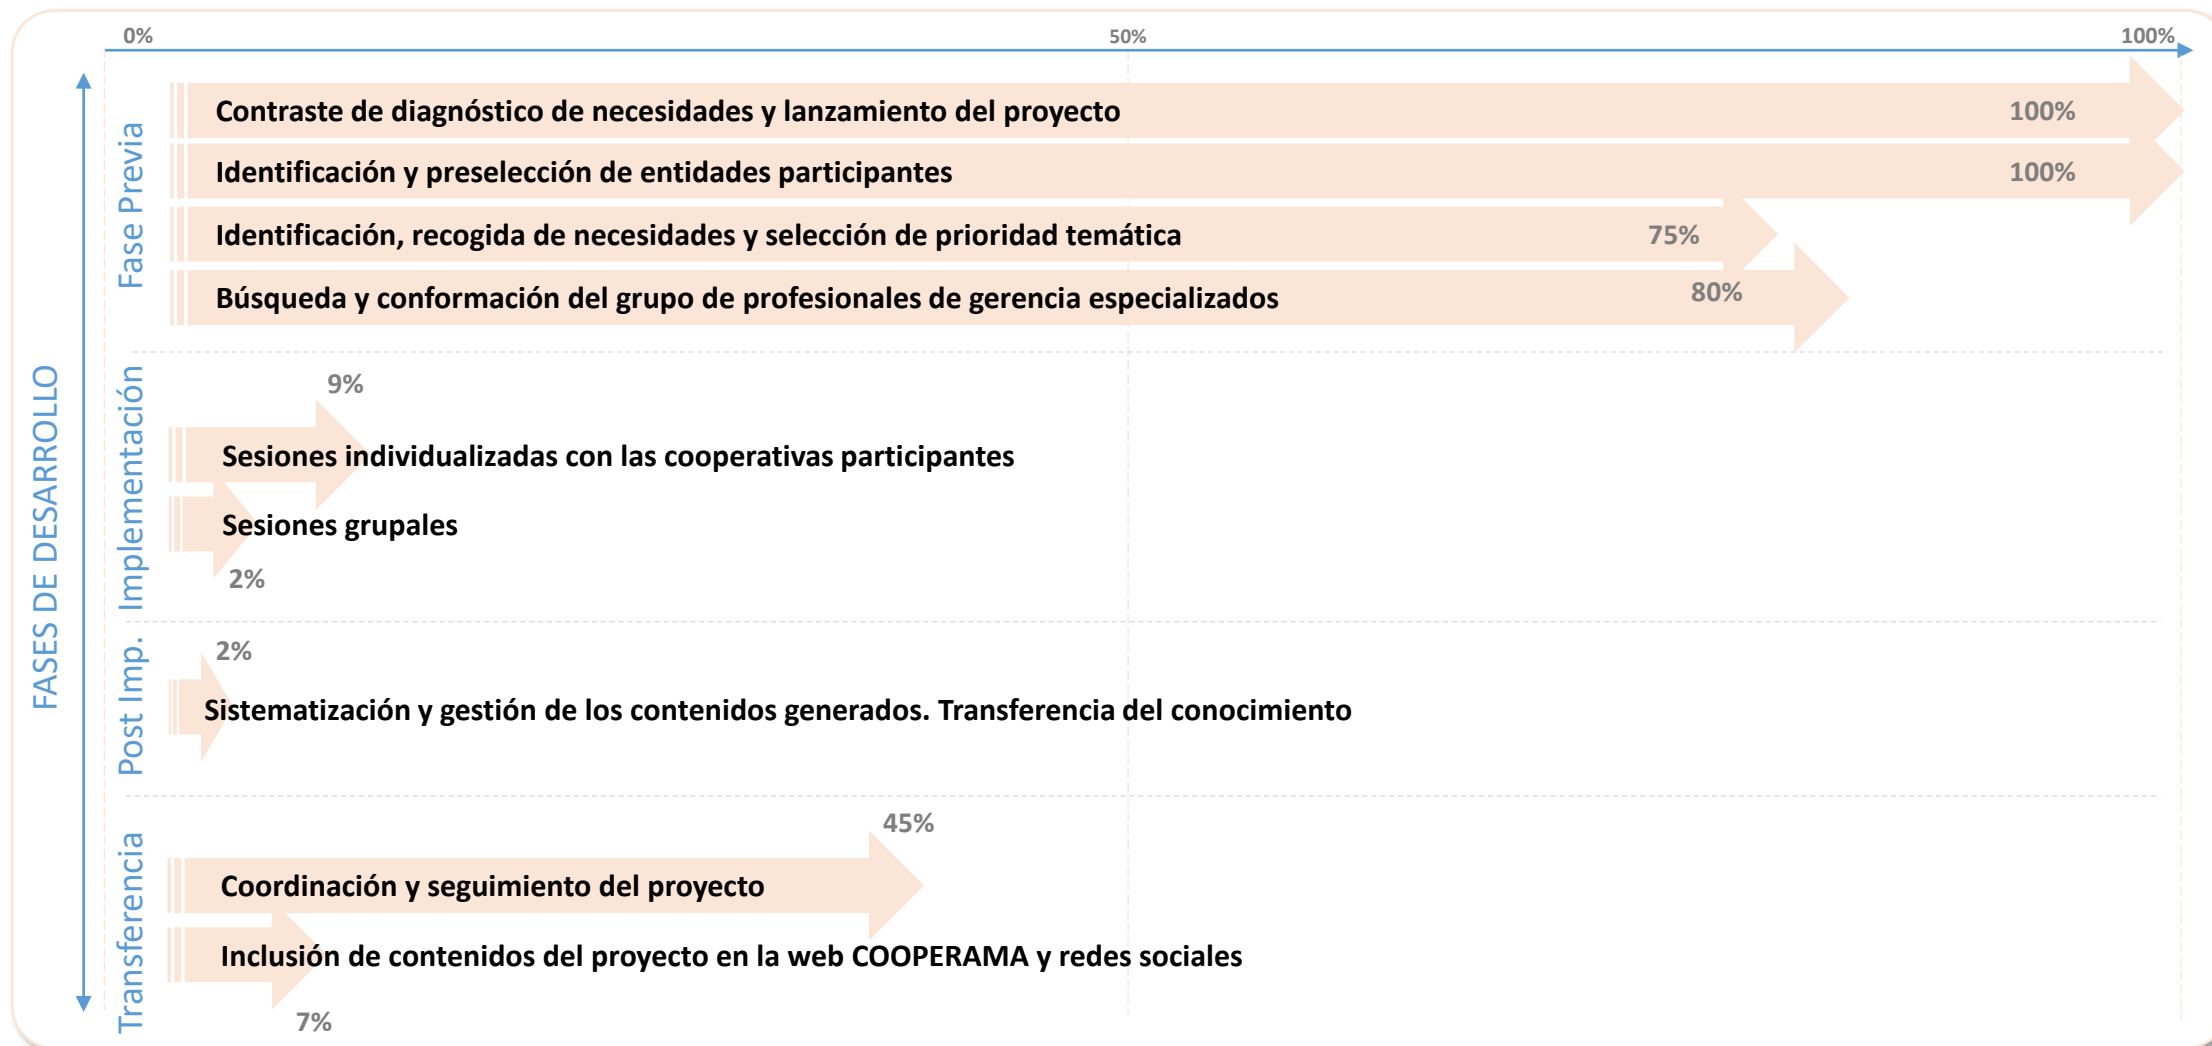 0%
50%
100%
FASES DE DESARROLLO
Fase Previa
Contraste de diagnóstico de necesidades y lanzamiento del proyecto
100%
Identificación y preselección de entidades participantes
100%
Identificación, recogida de necesidades y selección de prioridad temática
75%
Búsqueda y conformación del grupo de profesionales de gerencia especializados
80%
Implementación
9%
Sesiones individualizadas con las cooperativas participantes
Sesiones grupales
2%
Post Imp.
2%
Sistematización y gestión de los contenidos generados. Transferencia del conocimiento
Transferencia
45%
Coordinación y seguimiento del proyecto
Inclusión de contenidos del proyecto en la web COOPERAMA y redes sociales
7%